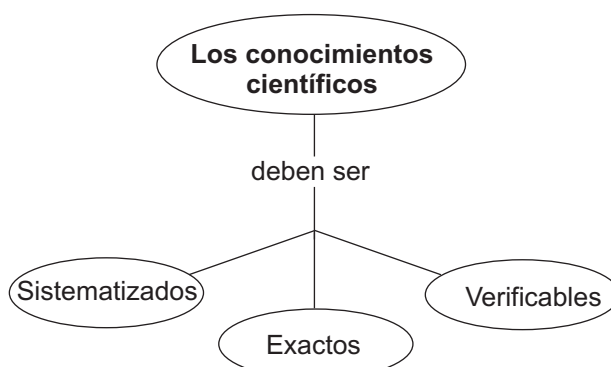 Los conocimientos
científicos
deben ser
Sistematizados
Exactos
Verificables